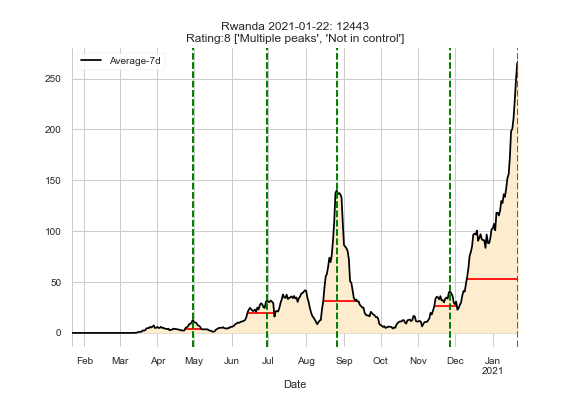 Rwanda 2021-01-22: 12443
Rating:8 ['Multiple peaks', 'Not in control']
Average-7d
250
200
150
100
50
0
Feb Mar Apr May Jun Jul Aug Sep Oct Nov Dec Jan
2021
Date